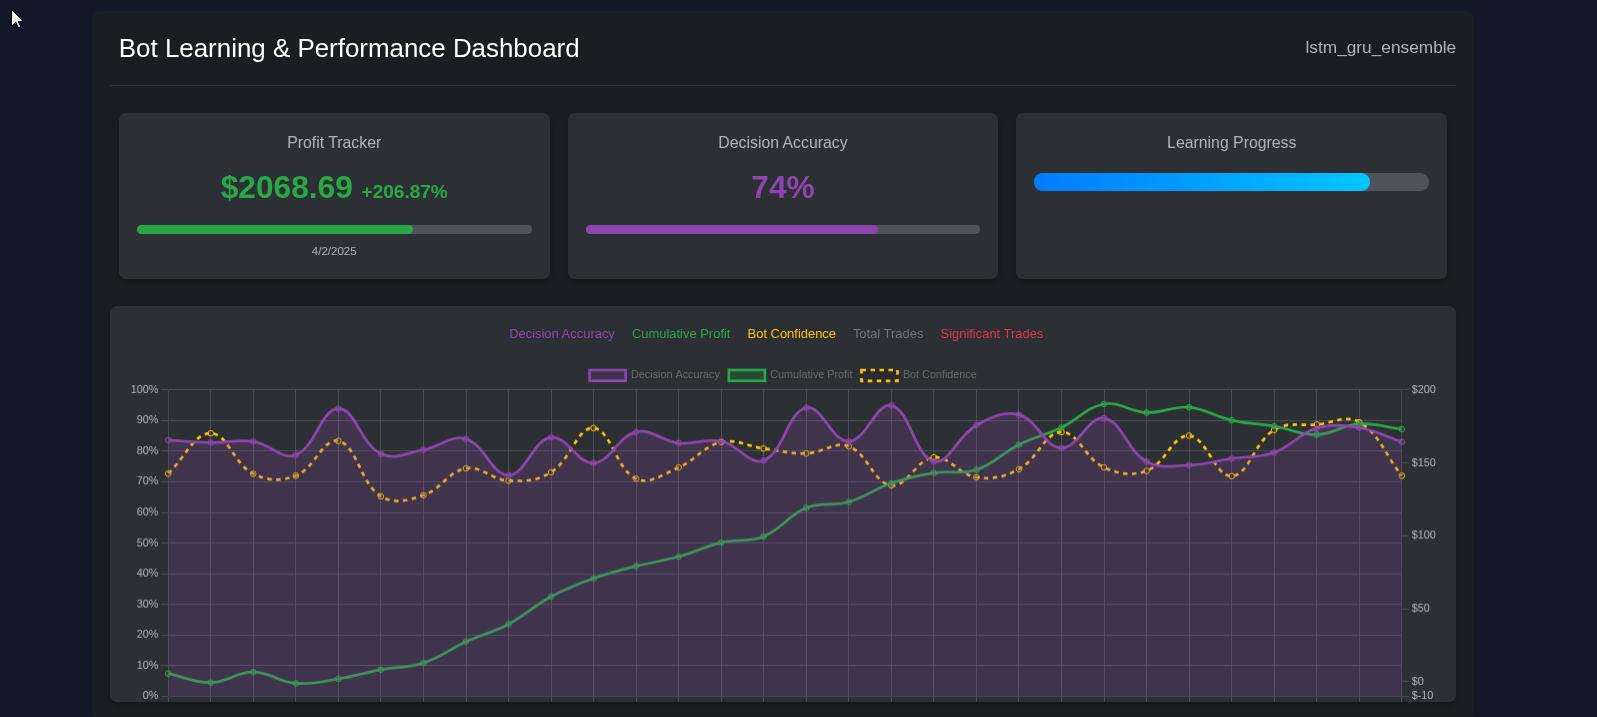 Bot Learning & Performance Dashboard
lstm_gru_ensemble
Profit Tracker
$2068.69 +206.87%
4/2/2025
Decision Accuracy
74%
Learning Progress
Decision Accuracy Cumulative Profit Bot Confidence Total Trades Significant Trades
Decision Accuracy Cumulative Profit Bot Confidence
100%
90%
80%
70%
60%
50%
40%
30%
20%
10%
0%
$200
$150
$100
$50
$0
$-10